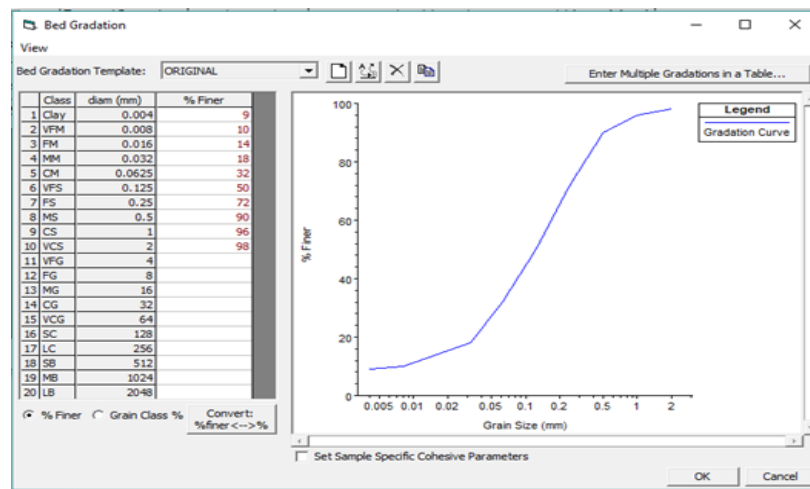 Bed Gradation
View
Bed Gradation Template: ORIGINAL
Enter Multiple Gradations in a Table...
Class diam (mm) % Finer
1 Clay 0.004 9
2 VFM 0.008 10
3 FM 0.016 14
4 MM 0.032 18
5 CM 0.0625 32
6 VFS 0.125 50
7 FS 0.25 72
8 MS 0.5 90
9 CS 1 96
10 VCS 2 98
11 VFG 4
12 FG 8
13 MG 16
14 CG 32
15 VCG 64
16 SC 128
17 LC 256
18 SB 512
19 MB 1024
20 LB 2048
% Finer Grain Class % Convert:
%finer<-->%
100
80
60
40
20
0
% Finer
0.005 0.01 0.02 0.05 0.1 0.2 0.5 1 2
Grain Size (mm)
Legend
Gradation Curve
Set Sample Specific Cohesive Parameters
OK Cancel